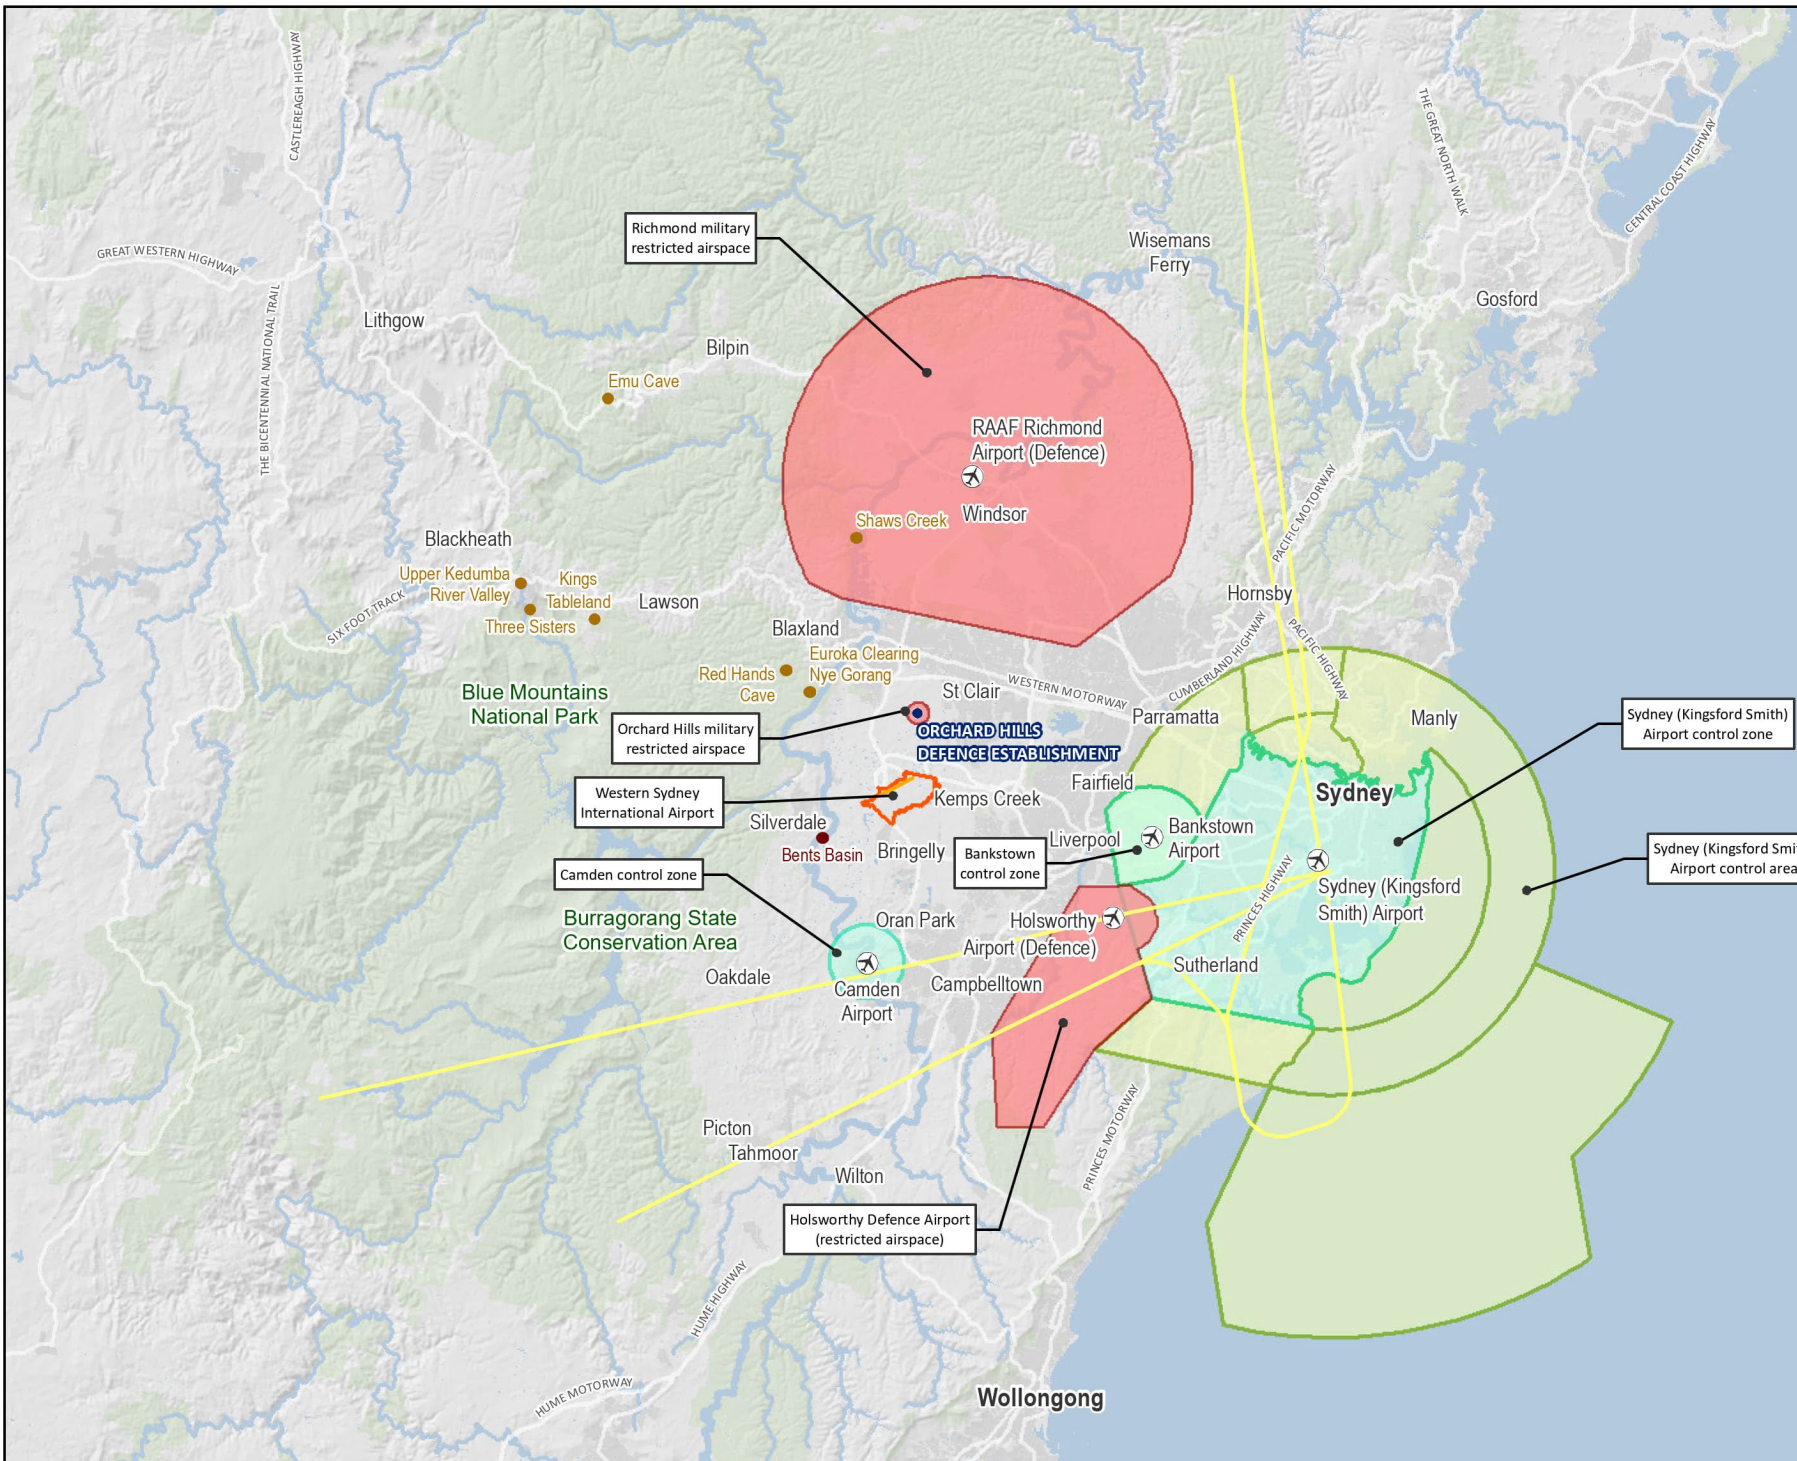 CASTLEREAGH HIGHWAY
THE GREAT NORTH WALK
CENTRAL COAST HIGHWAY
Richmond military
restricted airspace
Wisemans
Ferry
GREAT WESTERN HIGHWAY
Gosford
Lithgow
THE BICENTENNIAL NATIONAL TRAIL
Bilpin
Emu Cave
RAAF Richmond
Airport (Defence)
Windsor
Shaws Creek
PACIFIC MOTORWAY
Blackheath
Upper Kedumba
River Valley
Kings
Tableland
Three Sisters
SIX FOOT TRACK
Lawson
Hornsby
Blaxland
PACIFIC HIGHWAY
CUMBERLAND HIGHWAY
Euroka Clearing
Nye Gorang
Red Hands
Cave
Blue Mountains
National Park
St Clair
WESTERN MOTORWAY
Parramatta
Manly
Sydney (Kingsford Smith)
Airport control zone
Orchard Hills military
restricted airspace
ORCHARD HILLS
DEFENCE ESTABLISHMENT
Fairfield
Western Sydney
International Airport
Kemps Creek
Sydney
Silverdale
Bents Basin
Bringelly
Liverpool
Bankstown
Airport
Bankstown
control zone
Sydney (Kingsford Smi
Airport control area
Camden control zone
PRINCES HIGHWAY
Sydney (Kingsford
Smith) Airport
Burragorang State
Conservation Area
Oran Park
Holsworthy
Airport (Defence)
Oakdale
Camden
Airport
Campbelltown
Sutherland
Picton
Tahmoor
Wilton
PRINCES MOTORWAY
Holsworthy Defence Airport
(restricted airspace)
HUME HIGHWAY
HUME MOTORWAY
Wollongong